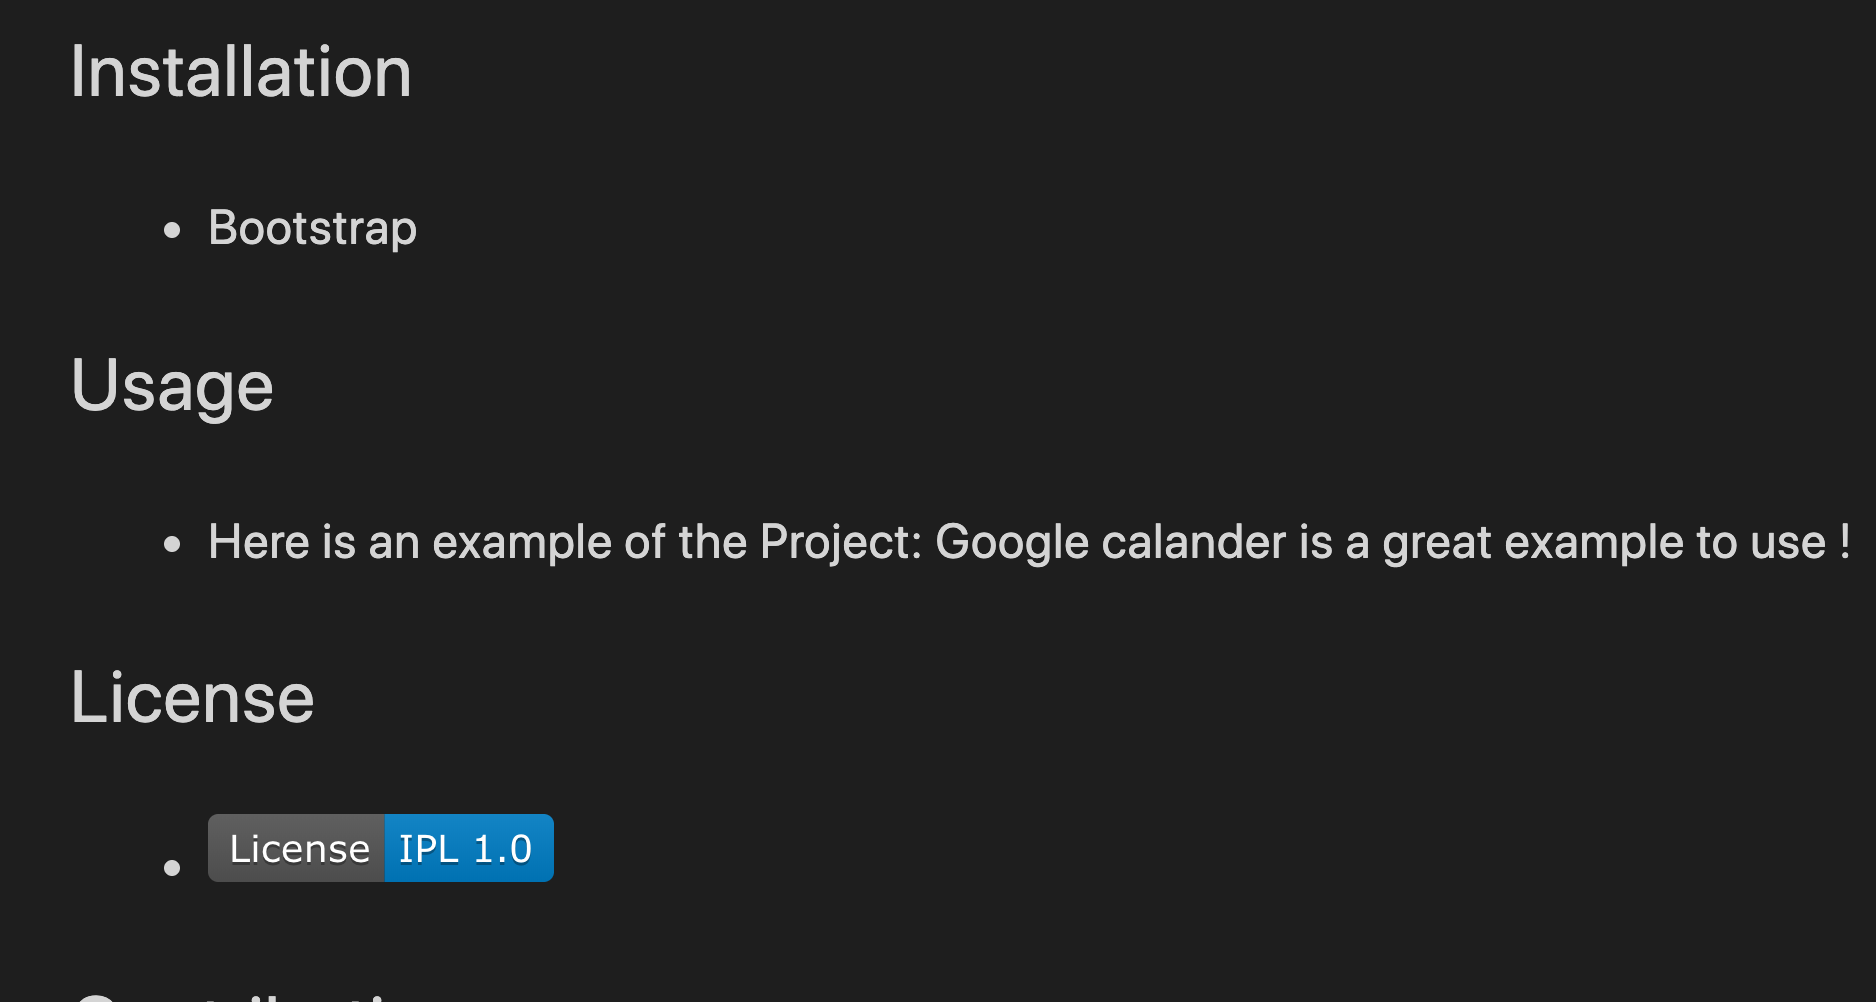 Installation
Bootstrap
Usage
Here is an example of the Project: Google calander is a great example to use !
License
License IPL 1.0